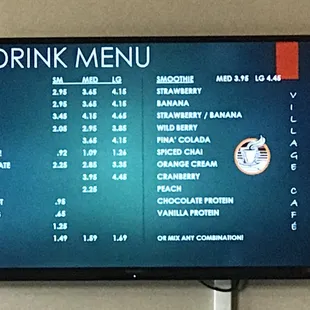 DRINK MENU
SM MED LG SMOOTHIE MED 3.95 LG 4.45
2.95 3.65 4.15 STRAWBERRY
2.95 3.65 4.15 BANANA
3.45 4.15 4.65 STRAWBERRY / BANANA
2.05 2.95 3.85 WILD BERRY
3.65 4.15 PINA' COLADA
.92 1.09 1.26 SPICED CHAI
ATE 2.25 2.85 3.35 ORANGE CREAM
3.95 4.45 CRANBERRY
2.25 PEACH
.95 CHOCOLATE PROTEIN
.65 VANILLA PROTEIN
1.25
1.49 1.59 1.69 OR MIX ANY COMBINATION!
VILLAGE CAFÉ